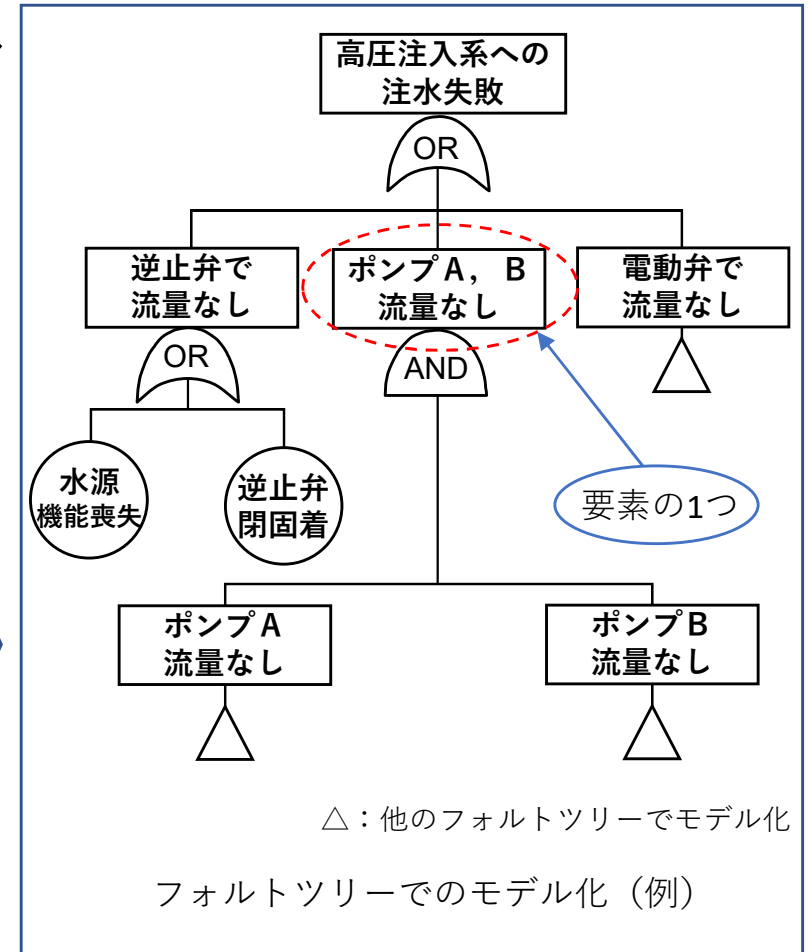 高圧注入系への
注水失敗
OR
逆止弁で
流量なし
ポンプA，B
流量なし
電動弁で
流量なし
OR
AND
水源
機能喪失
逆止弁
閉固着
要素の1つ
ポンプA
流量なし
ポンプB
流量なし
△：他のフォルトツリーでモデル化
フォルトツリーでのモデル化（例）